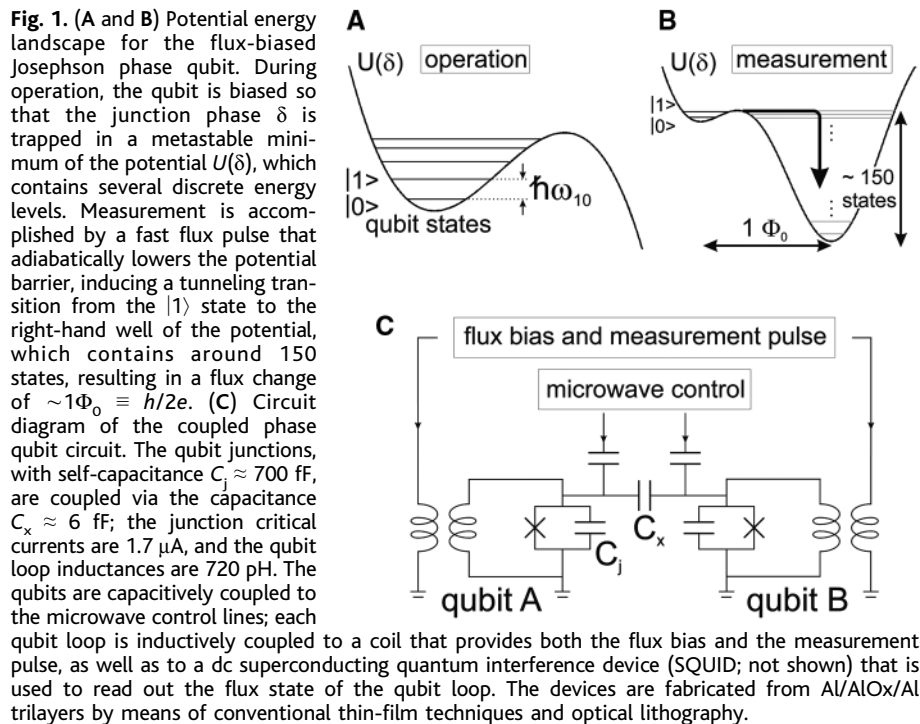 Fig. 1. (A and B) Potential energy
landscape for the flux-biased
Josephson phase qubit. During
operation, the qubit is biased so
that the junction phase δ is
trapped in a metastable mini-
mum of the potential U(δ), which
contains several discrete energy
levels. Measurement is accom-
plished by a fast flux pulse that
adiabatically lowers the potential
barrier, inducing a tunneling tran-
sition from the |1⟩ state to the
right-hand well of the potential,
which contains around 150
states, resulting in a flux change
of ~1Φ₀ ≡ h/2e. (C) Circuit
diagram of the coupled phase
qubit circuit. The qubit junctions,
with self-capacitance Cⱼ ≈ 700 fF,
are coupled via the capacitance
Cₓ ≈ 6 fF; the junction critical
currents are 1.7 μA, and the qubit
loop inductances are 720 pH. The
qubits are capacitively coupled to
the microwave control lines; each
qubit loop is inductively coupled to a coil that provides both the flux bias and the measurement
pulse, as well as to a dc superconducting quantum interference device (SQUID; not shown) that is
used to read out the flux state of the qubit loop. The devices are fabricated from Al/AlOx/Al
trilayers by means of conventional thin-film techniques and optical lithography.
A
U(δ) operation
|1>
|0>
ħω₁₀
qubit states
B
U(δ) measurement
|1>
|0>
~ 150
states
1 Φ₀
C
flux bias and measurement pulse
microwave control
Cₓ
Cⱼ
qubit A
qubit B